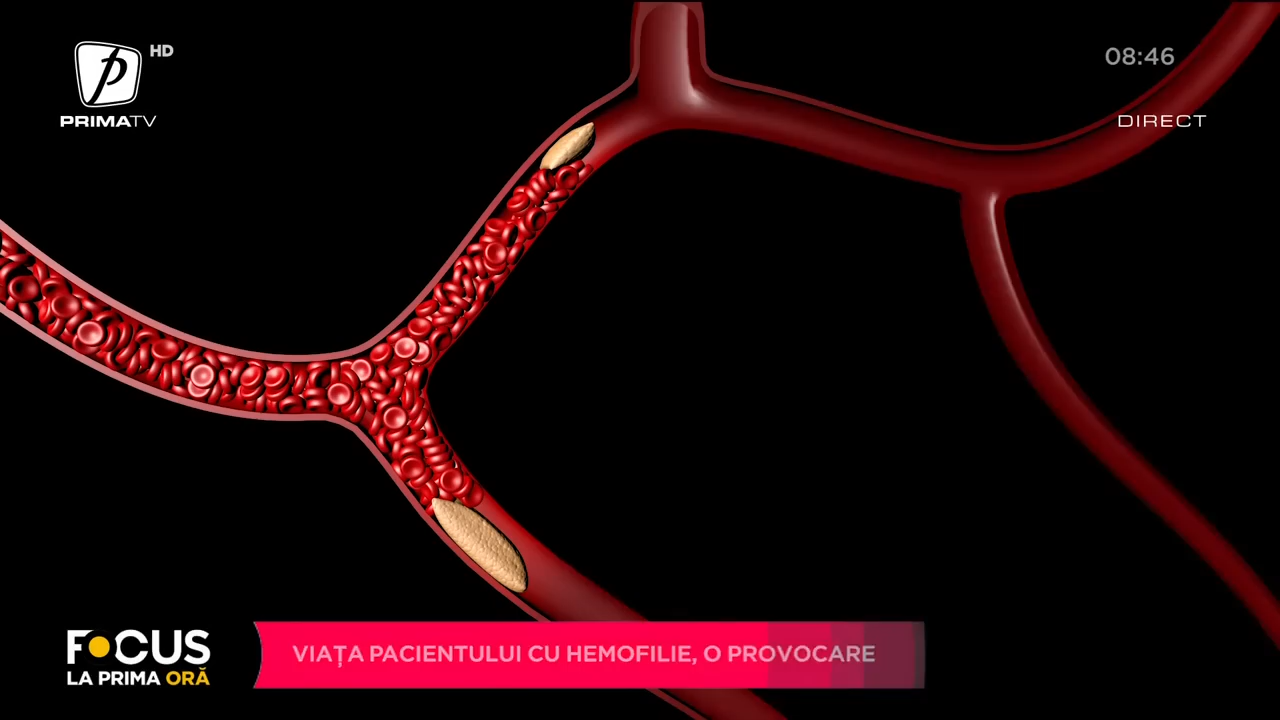 HD
PRIMATV
08:46
DIRECT
FOCUS
LA PRIMA ORĂ
VIAȚA PACIENTULUI CU HEMOFILIE, O PROVOCARE